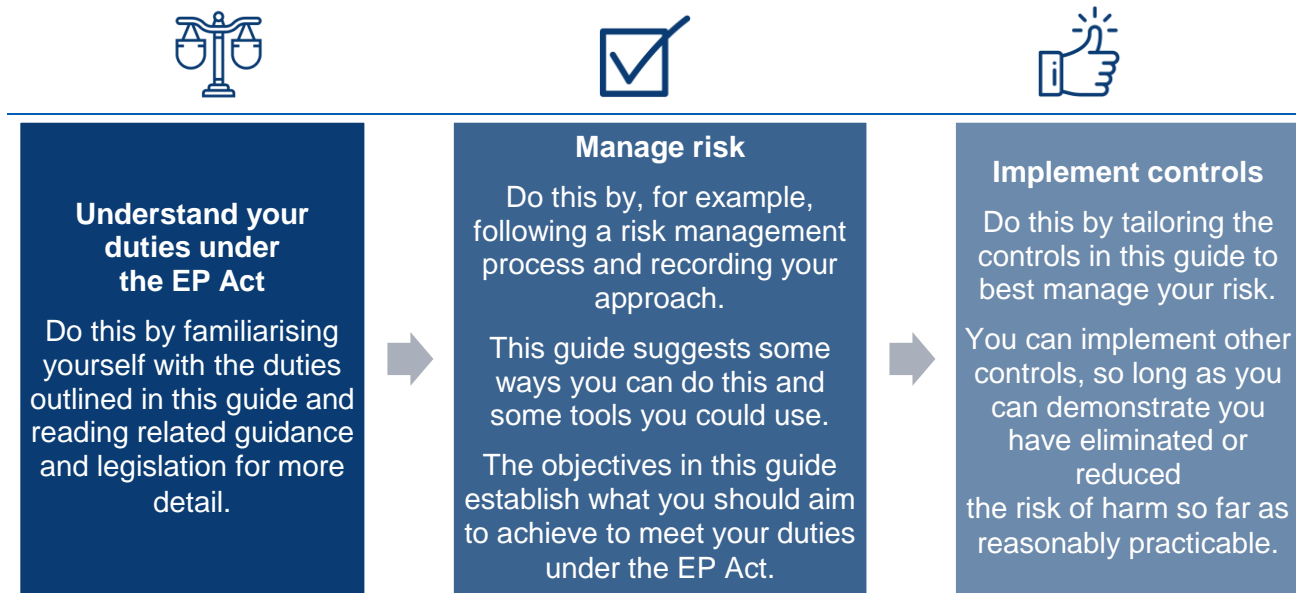 Understand your
duties under
the EP Act
Do this by familiarising
yourself with the duties
outlined in this guide and
reading related guidance
and legislation for more
detail.
Manage risk
Do this by, for example,
following a risk management
process and recording your
approach.
This guide suggests some
ways you can do this and
some tools you could use.
The objectives in this guide
establish what you should aim
to achieve to meet your duties
under the EP Act.
Implement controls
Do this by tailoring the
controls in this guide to
best manage your risk.
You can implement other
controls, so long as you
can demonstrate you
have eliminated or
reduced
the risk of harm so far as
reasonably practicable.